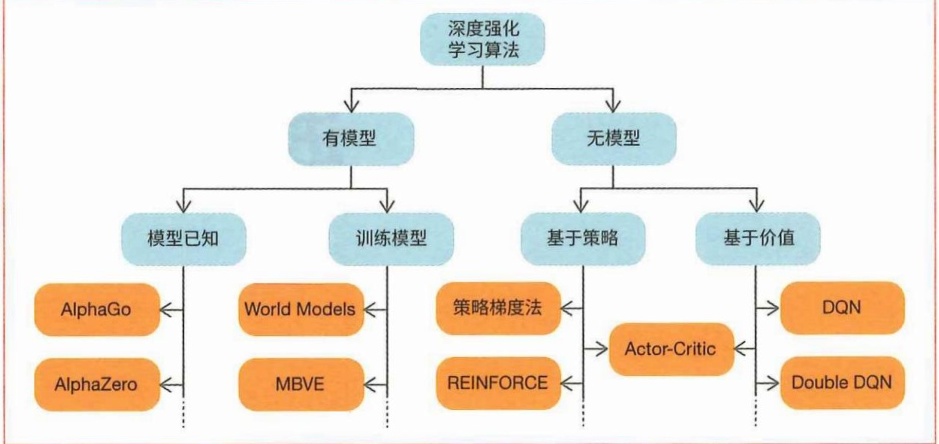 深度强化
学习算法
有模型
无模型
模型已知
训练模型
基于策略
基于价值
AlphaGo
World Models
策略梯度法
DQN
Actor-Critic
AlphaZero
MBVE
REINFORCE
Double DQN